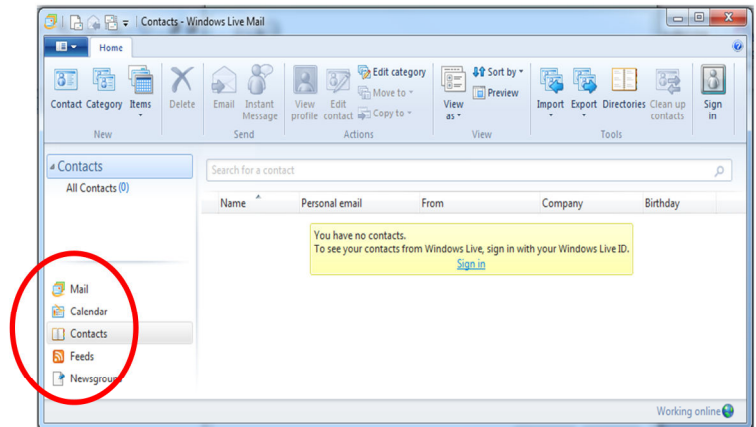 Contacts - Windows Live Mail
Home
Contact Category Items Delete Email Instant Message View profile Edit contact Edit category Move to Copy to View as Sort by Preview Import Export Directories Clean up contacts Sign in
New Send Actions View Tools
Contacts
All Contacts (0)
Search for a contact
Name Personal email From Company Birthday
You have no contacts.
To see your contacts from Windows Live, sign in with your Windows Live ID.
Sign in
Mail
Calendar
Contacts
Feeds
Newsgroups
Working online